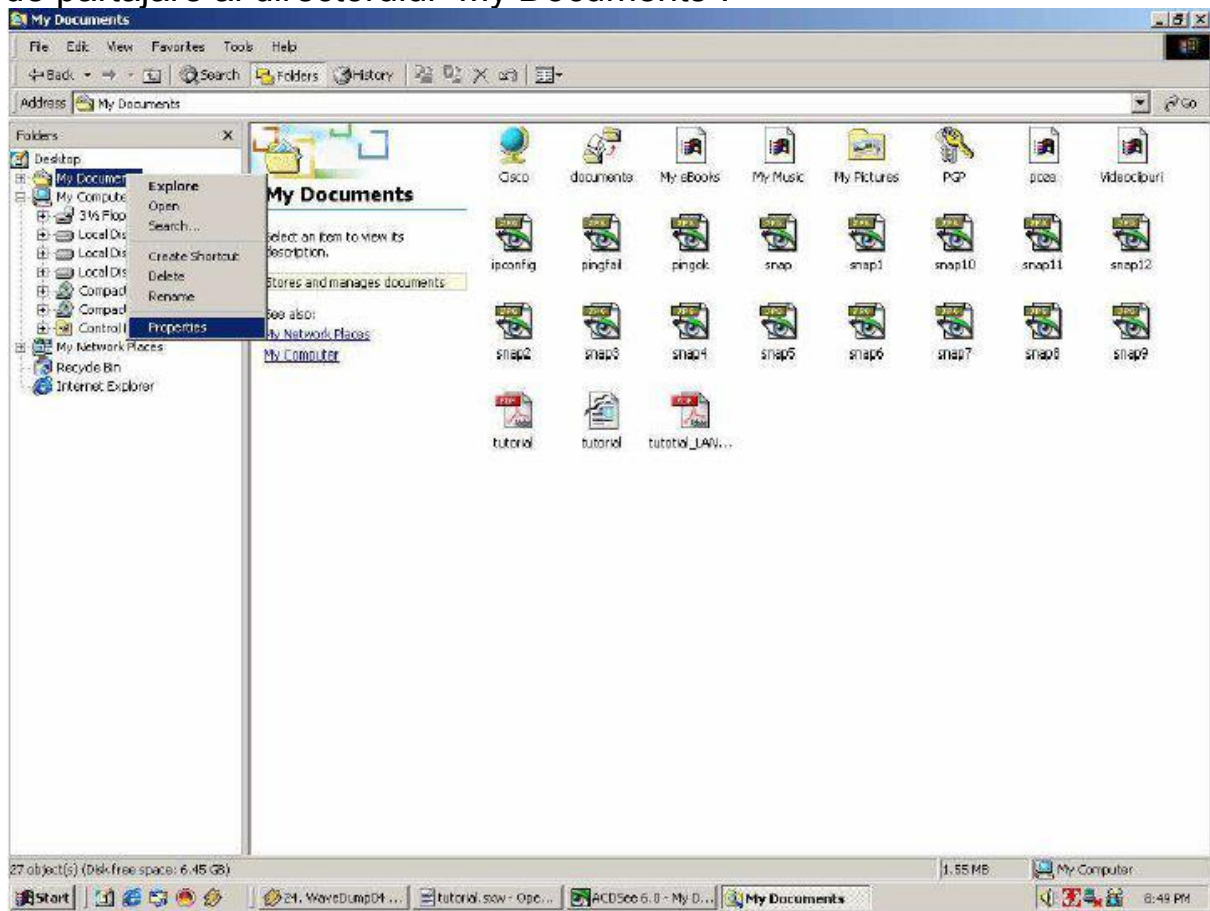 de partajare al directorului "My Documents".
My Documents
File Edit View Favorites Tools Help
Back Search Folders History
Address My Documents Go
Folders X
Desktop
My Documen
My Compute
3½ Flop
Local Dis
Local Dis
Local Dis
Compact
Compact
Control
My Network Places
Recycle Bin
Internet Explorer
Explore
Open
Search...
Create Shortcut
Delete
Rename
Properties
My Documents
Select an item to view its
description.
Stores and manages documents
See also:
My Network Places
My Computer
Cisco documente My eBooks My Music My Pictures PGP poze Videoclipuri
ipconfig pingfail pingok snap snap1 snap10 snap11 snap12
snap2 snap3 snap4 snap5 snap6 snap7 snap8 snap9
tutorial tutorial tutotial_LAN...
27 object(s) (Disk free space: 6.45 GB) 1.55 MB My Computer
Start 24. WaveDump04 ... tutorial.sxw - Ope... ACDSee 6.0 - My D... My Documents 8:49 PM